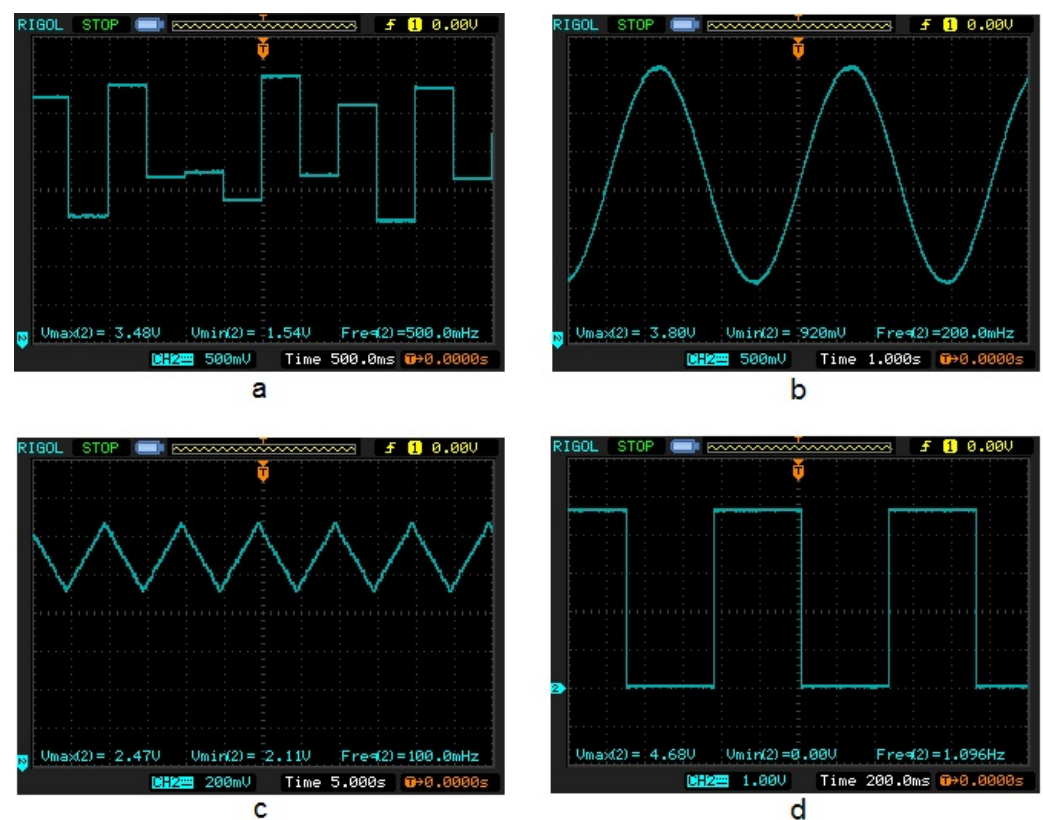 RIGOL STOP T f 1 0.00V
T
Vmax(2)= 3.48V Vmin(2)= 1.54V Freq(2)=500.0mHz
2
CH2 500mV Time 500.0ms T→0.0000s
a
RIGOL STOP T f 1 0.00V
T
Vmax(2)= 3.80V Vmin(2)= 920mV Freq(2)=200.0mHz
2
CH2 500mV Time 1.000s T→0.0000s
b
RIGOL STOP T f 1 0.00V
T
Vmax(2)= 2.47V Vmin(2)= 2.11V Freq(2)=100.0mHz
2
CH2 200mV Time 5.000s T→0.0000s
c
RIGOL STOP T f 1 0.00V
T
2
Vmax(2)= 4.68V Vmin(2)=0.00V Freq(2)=1.096Hz
CH2 1.00V Time 200.0ms T→0.0000s
d